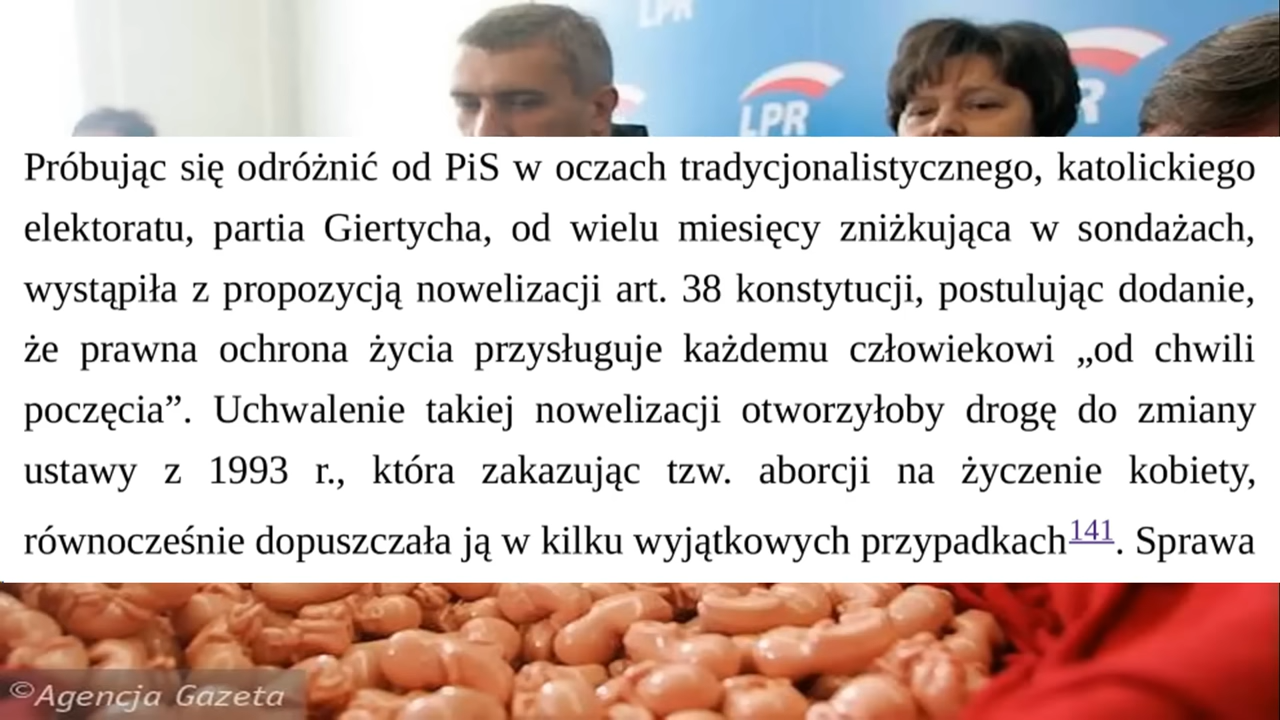 LPR
LPR
Próbując się odróżnić od PiS w oczach tradycjonalistycznego, katolickiego
elektoratu, partia Giertycha, od wielu miesięcy zniżkująca w sondażach,
wystąpiła z propozycją nowelizacji art. 38 konstytucji, postulując dodanie,
że prawna ochrona życia przysługuje każdemu człowiekowi „od chwili
poczęcia”. Uchwalenie takiej nowelizacji otworzyłoby drogę do zmiany
ustawy z 1993 r., która zakazując tzw. aborcji na życzenie kobiety,
równocześnie dopuszczała ją w kilku wyjątkowych przypadkach141. Sprawa
©Agencja Gazeta